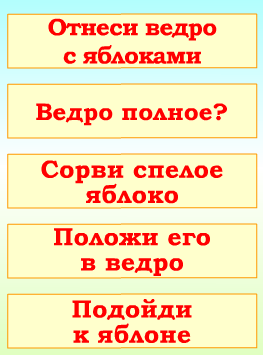 Отнеси ведро
с яблоками
Ведро полное?
Сорви спелое
яблоко
Положи его
в ведро
Подойди
к яблоне